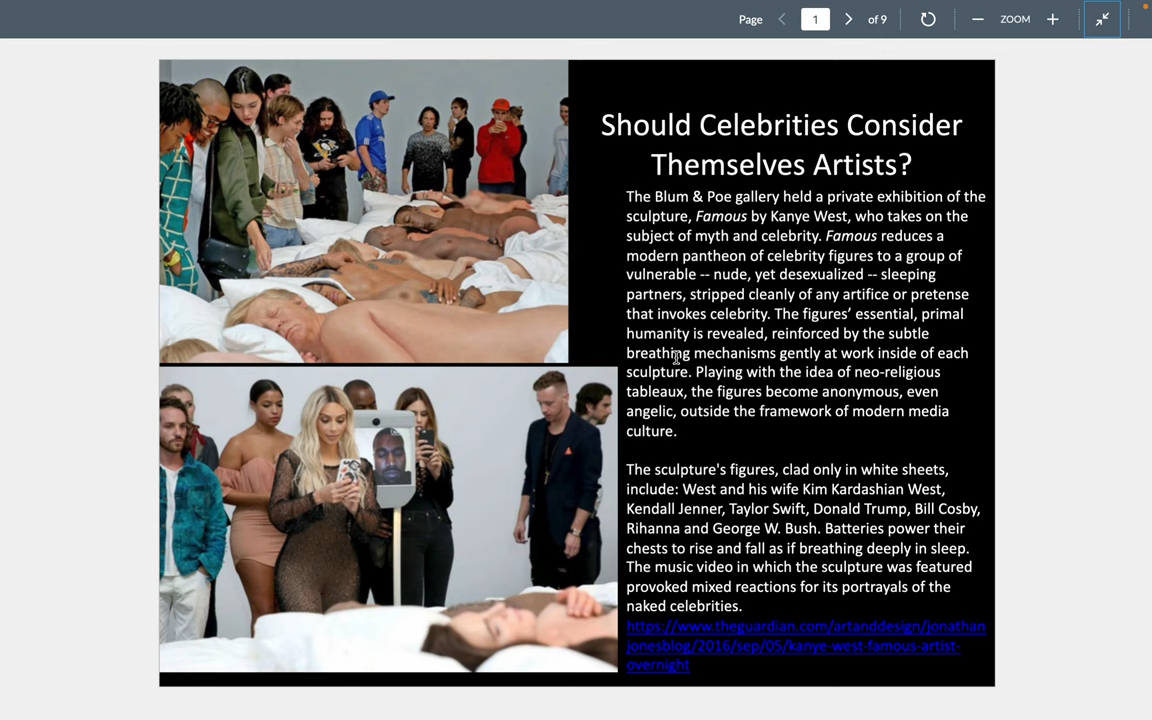 Page 1 of 9 ZOOM
Should Celebrities Consider
Themselves Artists?
The Blum & Poe gallery held a private exhibition of the
sculpture, Famous by Kanye West, who takes on the
subject of myth and celebrity. Famous reduces a
modern pantheon of celebrity figures to a group of
vulnerable -- nude, yet desexualized -- sleeping
partners, stripped cleanly of any artifice or pretense
that invokes celebrity. The figures’ essential, primal
humanity is revealed, reinforced by the subtle
breathing mechanisms gently at work inside of each
sculpture. Playing with the idea of neo-religious
tableaux, the figures become anonymous, even
angelic, outside the framework of modern media
culture.
The sculpture's figures, clad only in white sheets,
include: West and his wife Kim Kardashian West,
Kendall Jenner, Taylor Swift, Donald Trump, Bill Cosby,
Rihanna and George W. Bush. Batteries power their
chests to rise and fall as if breathing deeply in sleep.
The music video in which the sculpture was featured
provoked mixed reactions for its portrayals of the
naked celebrities.
https://www.theguardian.com/artanddesign/jonathan
jonesblog/2016/sep/05/kanye-west-famous-artist-
overnight